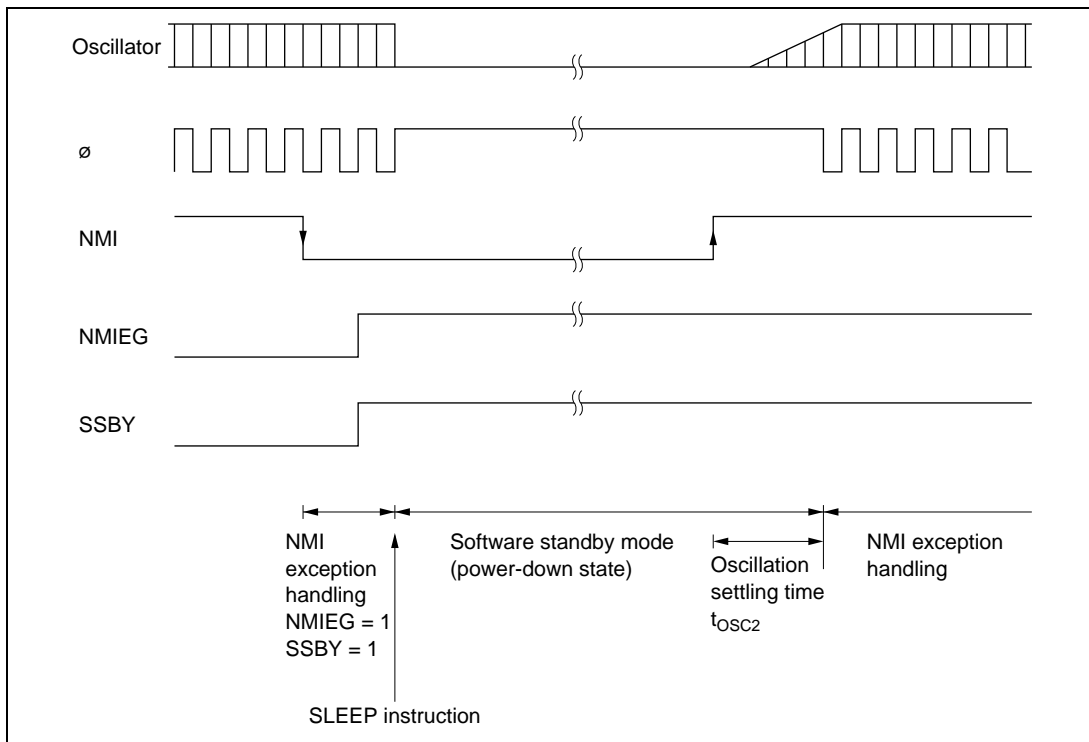 Oscillator
ø
NMI
NMIEG
SSBY
NMI
exception
handling
NMIEG = 1
SSBY = 1
Software standby mode
(power-down state)
Oscillation
settling time
tOSC2
NMI exception
handling
SLEEP instruction